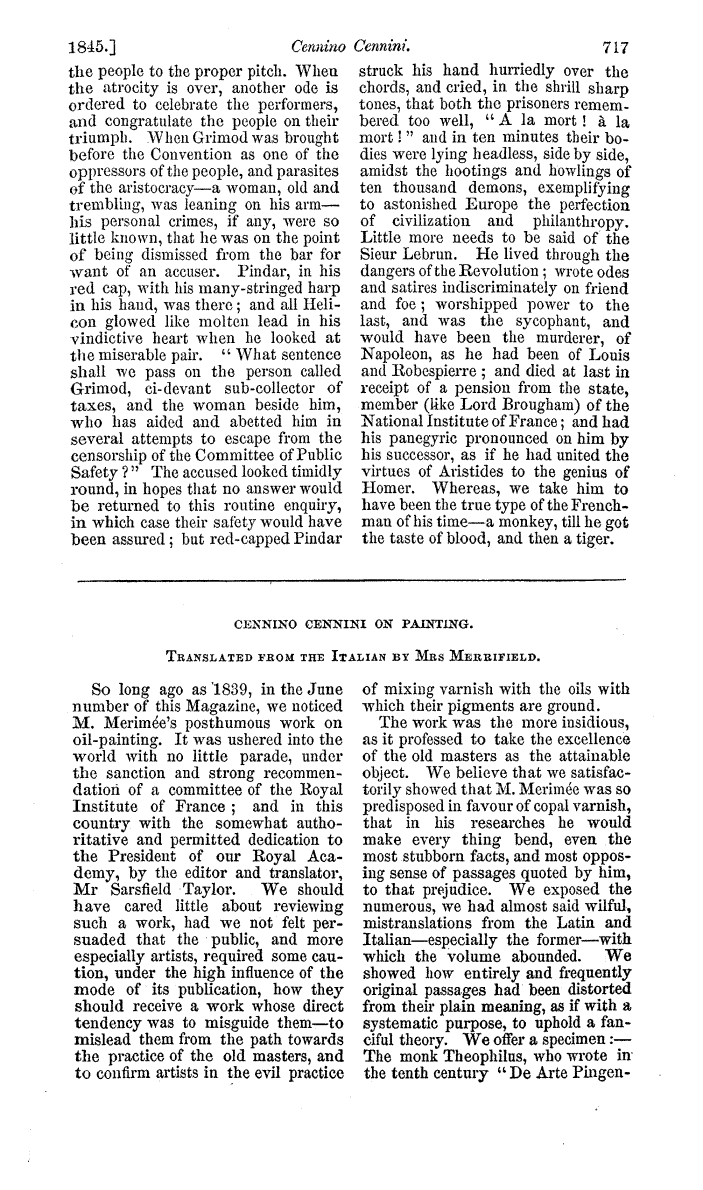 1845.] Cennino Cennini. 717
the people to the proper pitch. When
the atrocity is over, another ode is
ordered to celebrate the performers,
and congratulate the people on their
triumph. When Grimod was brought
before the Convention as one of the
oppressors of the people, and parasites
of the aristocracy—a woman, old and
trembling, was leaning on his arm—
his personal crimes, if any, were so
little known, that he was on the point
of being dismissed from the bar for
want of an accuser. Pindar, in his
red cap, with his many-stringed harp
in his hand, was there; and all Heli-
con glowed like molten lead in his
vindictive heart when he looked at
the miserable pair. "What sentence
shall we pass on the person called
Grimod, ci-devant sub-collector of
taxes, and the woman beside him,
who has aided and abetted him in
several attempts to escape from the
censorship of the Committee of Public
Safety?" The accused looked timidly
round, in hopes that no answer would
be returned to this routine enquiry,
in which case their safety would have
been assured; but red-capped Pindar
struck his hand hurriedly over the
chords, and cried, in the shrill sharp
tones, that both the prisoners remem-
bered too well, "A la mort! à la
mort!" and in ten minutes their bo-
dies were lying headless, side by side,
amidst the hootings and howlings of
ten thousand demons, exemplifying
to astonished Europe the perfection
of civilization and philanthropy.
Little more needs to be said of the
Sieur Lebrun. He lived through the
dangers of the Revolution; wrote odes
and satires indiscriminately on friend
and foe; worshipped power to the
last, and was the sycophant, and
would have been the murderer, of
Napoleon, as he had been of Louis
and Robespierre; and died at last in
receipt of a pension from the state,
member (like Lord Brougham) of the
National Institute of France; and had
his panegyric pronounced on him by
his successor, as if he had united the
virtues of Aristides to the genius of
Homer. Whereas, we take him to
have been the true type of the French-
man of his time—a monkey, till he got
the taste of blood, and then a tiger.
CENNINO CENNINI ON PAINTING.
TRANSLATED FROM THE ITALIAN BY MRS MERRIFIELD.
So long ago as 1839, in the June
number of this Magazine, we noticed
M. Merimée's posthumous work on
oil-painting. It was ushered into the
world with no little parade, under
the sanction and strong recommen-
dation of a committee of the Royal
Institute of France; and in this
country with the somewhat autho-
ritative and permitted dedication to
the President of our Royal Aca-
demy, by the editor and translator,
Mr Sarsfield Taylor. We should
have cared little about reviewing
such a work, had we not felt per-
suaded that the public, and more
especially artists, required some cau-
tion, under the high influence of the
mode of its publication, how they
should receive a work whose direct
tendency was to misguide them—to
mislead them from the path towards
the practice of the old masters, and
to confirm artists in the evil practice
of mixing varnish with the oils with
which their pigments are ground.
The work was the more insidious,
as it professed to take the excellence
of the old masters as the attainable
object. We believe that we satisfac-
torily showed that M. Merimée was so
predisposed in favour of copal varnish,
that in his researches he would
make every thing bend, even the
most stubborn facts, and most oppos-
ing sense of passages quoted by him,
to that prejudice. We exposed the
numerous, we had almost said wilful,
mistranslations from the Latin and
Italian—especially the former—with
which the volume abounded. We
showed how entirely and frequently
original passages had been distorted
from their plain meaning, as if with a
systematic purpose, to uphold a fan-
ciful theory. We offer a specimen:—
The monk Theophilus, who wrote in
the tenth century "De Arte Pingen-